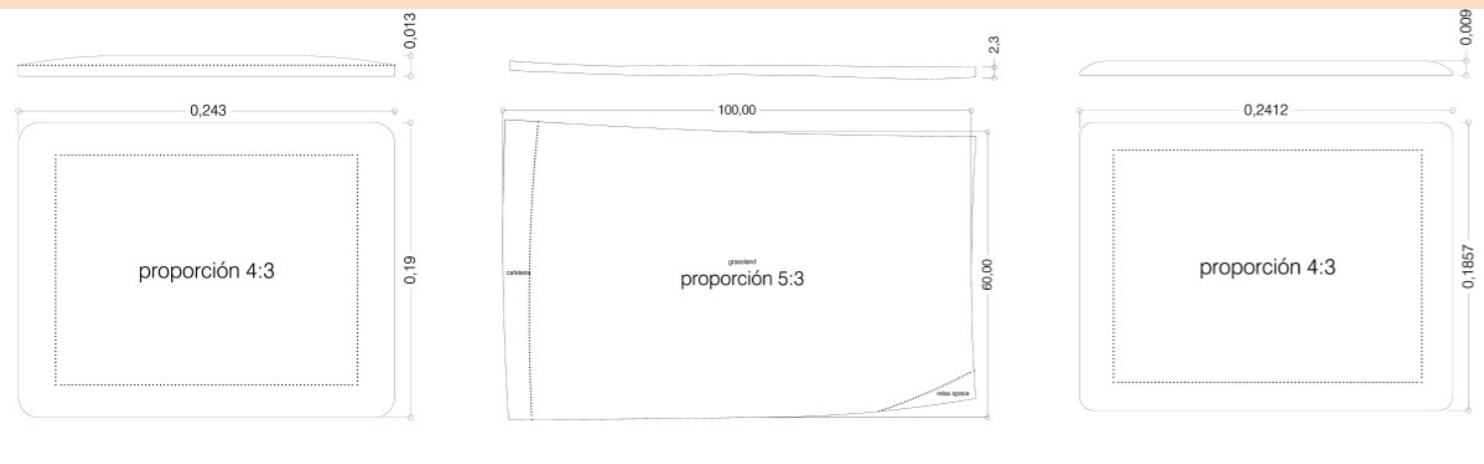 0,013
0,243
proporción 4:3
0,19
2,3
100,00
cafeteria
grassland
proporción 5:3
60,00
relax space
0,009
0,2412
proporción 4:3
0,1857